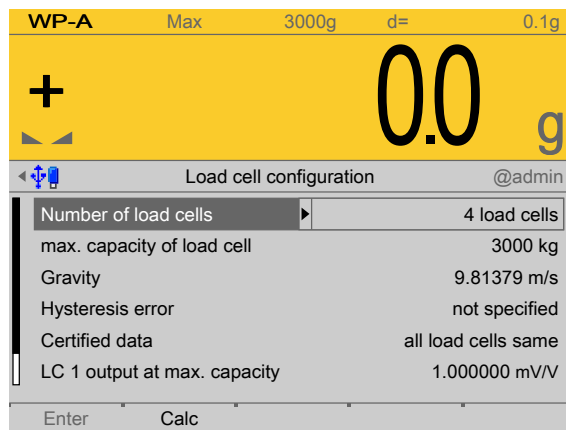 WP-A Max 3000g d= 0.1g
+ 0.0 g
Load cell configuration @admin
Number of load cells 4 load cells
max. capacity of load cell 3000 kg
Gravity 9.81379 m/s
Hysteresis error not specified
Certified data all load cells same
LC 1 output at max. capacity 1.000000 mV/V
Enter Calc